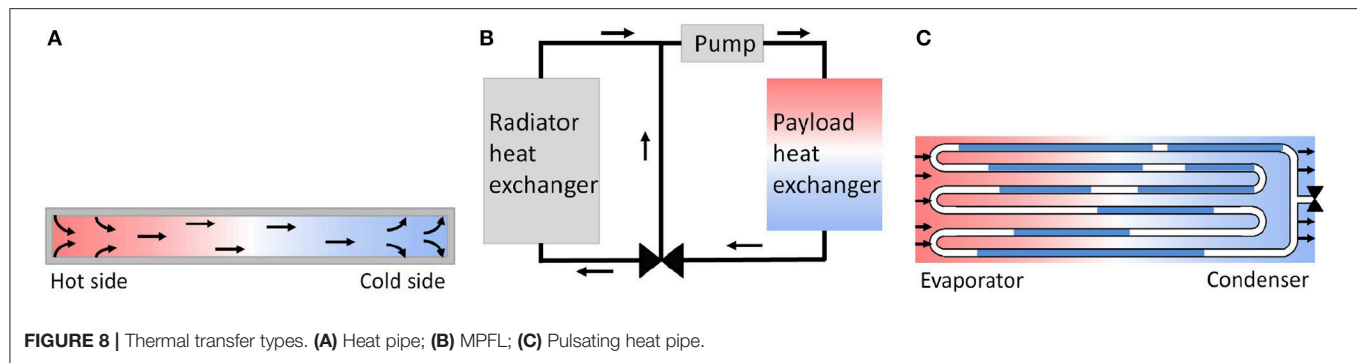 A
Hot side
Cold side
B
Pump
Radiator
heat
exchanger
Payload
heat
exchanger
C
Evaporator
Condenser
FIGURE 8 | Thermal transfer types. (A) Heat pipe; (B) MPFL; (C) Pulsating heat pipe.